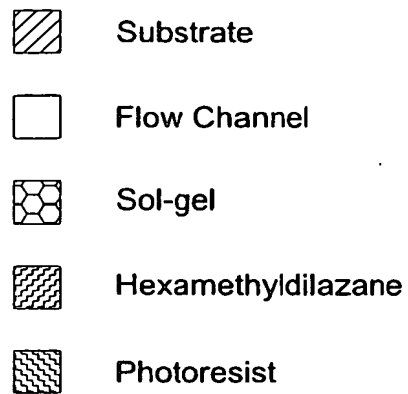 Substrate
Flow Channel
Sol-gel
Hexamethyldilazane
Photoresist